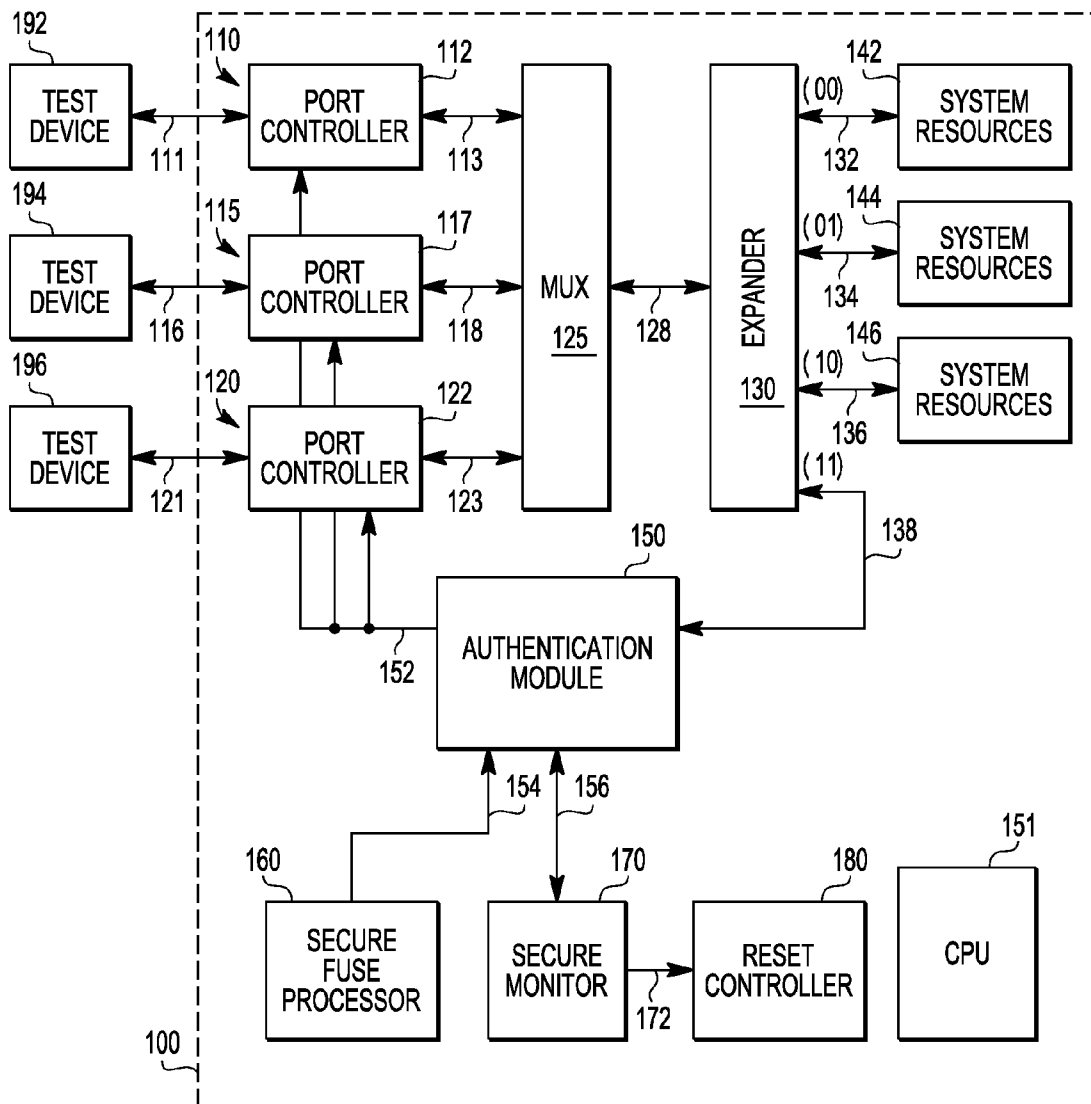 192
110
112
142
TEST
DEVICE
PORT
CONTROLLER
(00)
SYSTEM
RESOURCES
111
113
132
194
115
117
144
TEST
DEVICE
PORT
CONTROLLER
MUX
125
EXPANDER
130
(01)
SYSTEM
RESOURCES
116
118
128
134
196
120
122
146
TEST
DEVICE
PORT
CONTROLLER
(10)
SYSTEM
RESOURCES
121
123
136
(11)
150
138
AUTHENTICATION
MODULE
152
154
156
151
160
170
180
SECURE
FUSE
PROCESSOR
SECURE
MONITOR
RESET
CONTROLLER
CPU
172
100